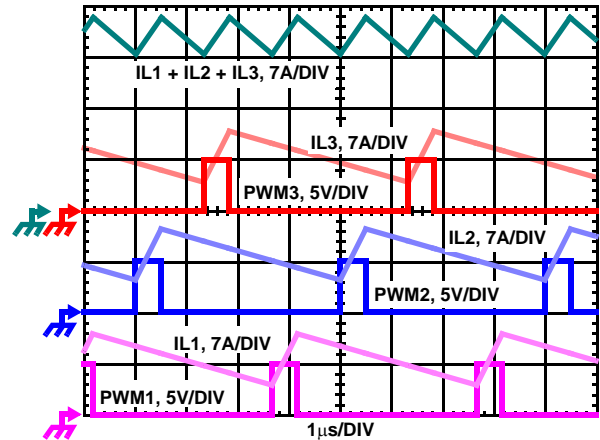 IL1 + IL2 + IL3, 7A/DIV
IL3, 7A/DIV
PWM3, 5V/DIV
IL2, 7A/DIV
PWM2, 5V/DIV
IL1, 7A/DIV
PWM1, 5V/DIV
1μs/DIV